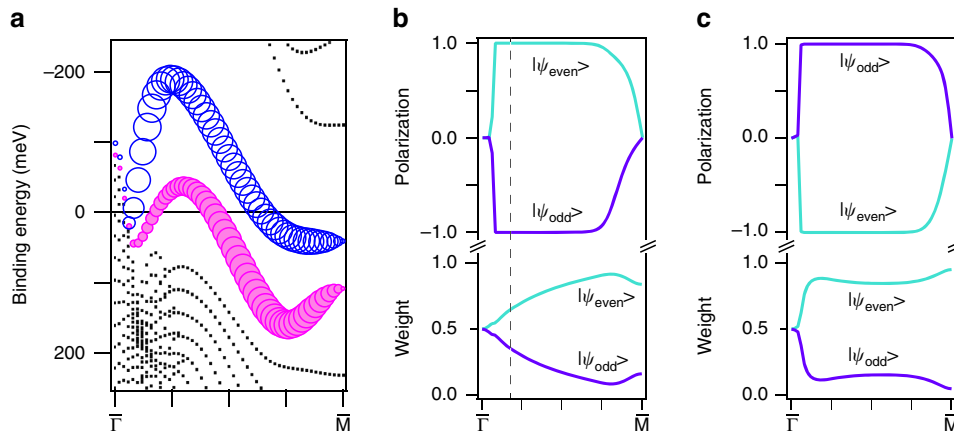 a
b
c
Binding energy (meV)
−200
0
200
Γ̅
M̅
Polarization
1.0
0.0
−1.0
|ψeven>
|ψodd>
Weight
1.0
0.5
0.0
|ψeven>
|ψodd>
Γ̅
M̅
Polarization
1.0
0.0
−1.0
|ψodd>
|ψeven>
Weight
1.0
0.5
0.0
|ψeven>
|ψodd>
Γ̅
M̅